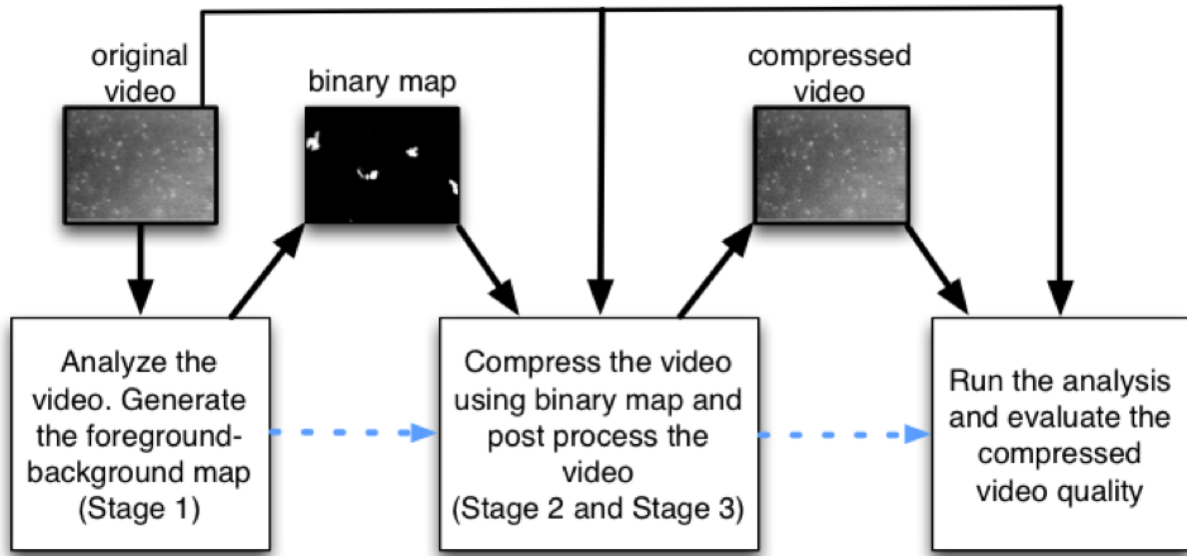 original
video
binary map
compressed
video
Analyze the
video. Generate
the foreground-
background map
(Stage 1)
Compress the video
using binary map and
post process the
video
(Stage 2 and Stage 3)
Run the analysis
and evaluate the
compressed
video quality